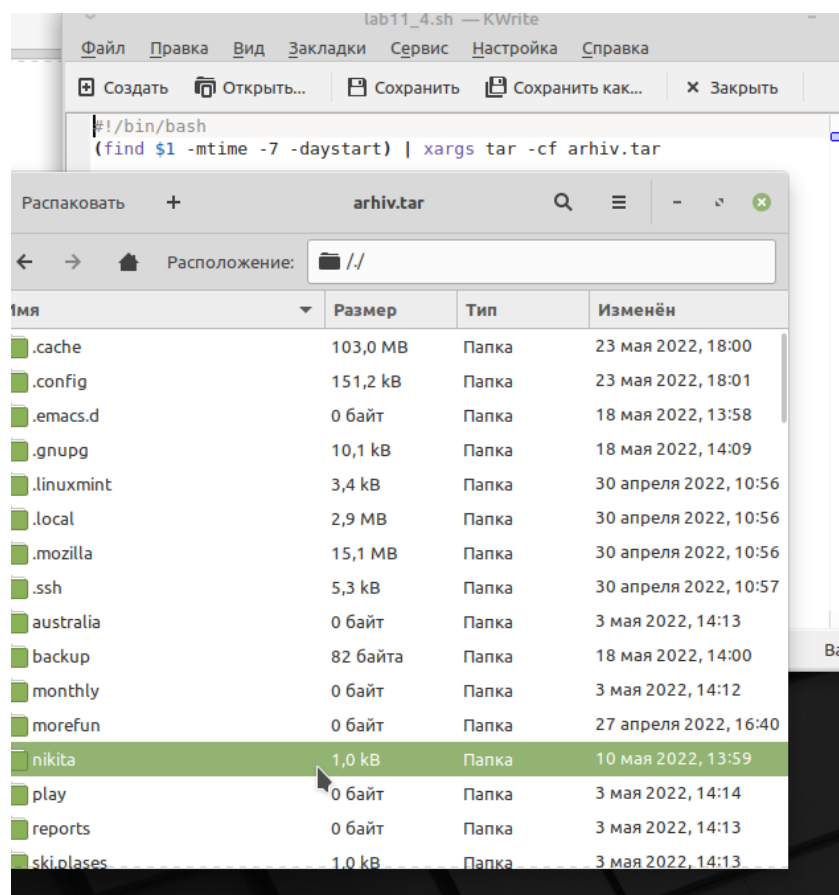 lab11_4.sh — KWrite
Файл Правка Вид Закладки Сервис Настройка Справка
Создать Открыть... Сохранить Сохранить как... Закрыть
#!/bin/bash
(find $1 -mtime -7 -daystart) | xargs tar -cf arhiv.tar
Распаковать + arhiv.tar
Расположение: /./
Имя Размер Тип Изменён
.cache 103,0 MB Папка 23 мая 2022, 18:00
.config 151,2 kB Папка 23 мая 2022, 18:01
.emacs.d 0 байт Папка 18 мая 2022, 13:58
.gnupg 10,1 kB Папка 18 мая 2022, 14:09
.linuxmint 3,4 kB Папка 30 апреля 2022, 10:56
.local 2,9 MB Папка 30 апреля 2022, 10:56
.mozilla 15,1 MB Папка 30 апреля 2022, 10:56
.ssh 5,3 kB Папка 30 апреля 2022, 10:57
australia 0 байт Папка 3 мая 2022, 14:13
backup 82 байта Папка 18 мая 2022, 14:00
monthly 0 байт Папка 3 мая 2022, 14:12
morefun 0 байт Папка 27 апреля 2022, 16:40
nikita 1,0 kB Папка 10 мая 2022, 13:59
play 0 байт Папка 3 мая 2022, 14:14
reports 0 байт Папка 3 мая 2022, 14:13
ski.plases 1,0 kB Папка 3 мая 2022, 14:13